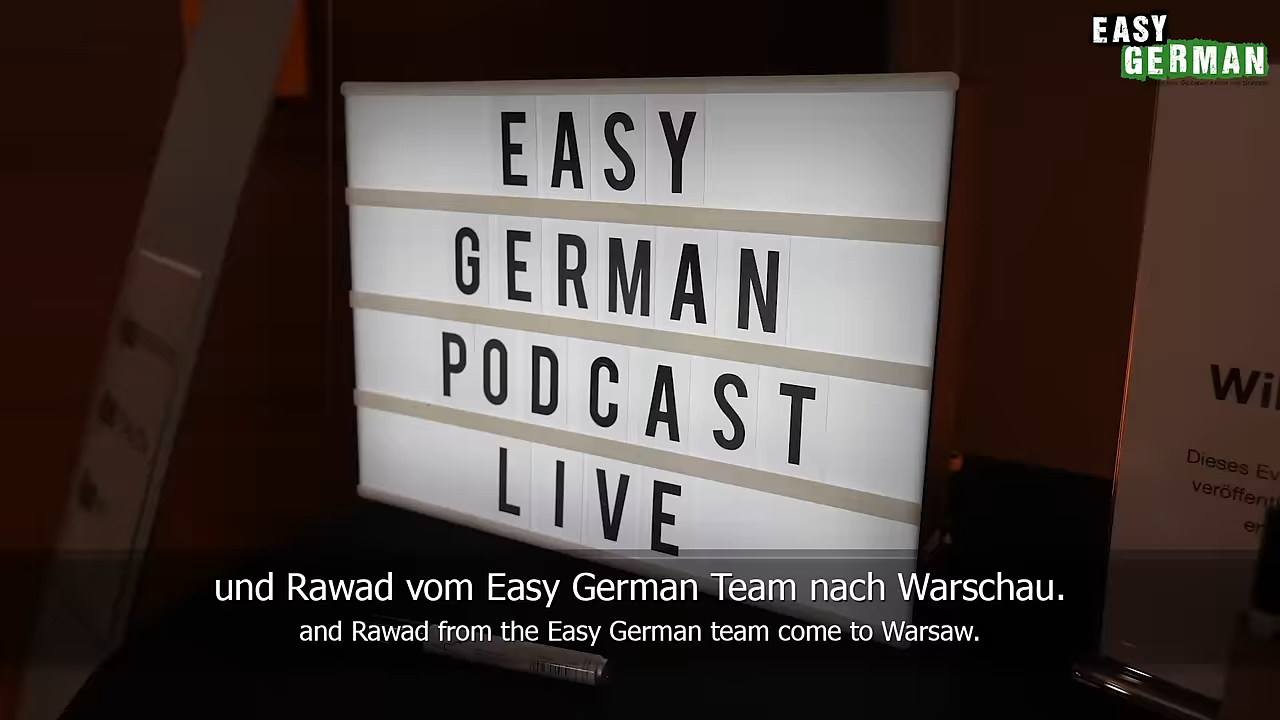 EASY
GERMAN
EASY
GERMAN
PODCAST
LIVE
Dieses
und Rawad vom Easy German Team nach Warschau.
and Rawad from the Easy German team come to Warsaw.